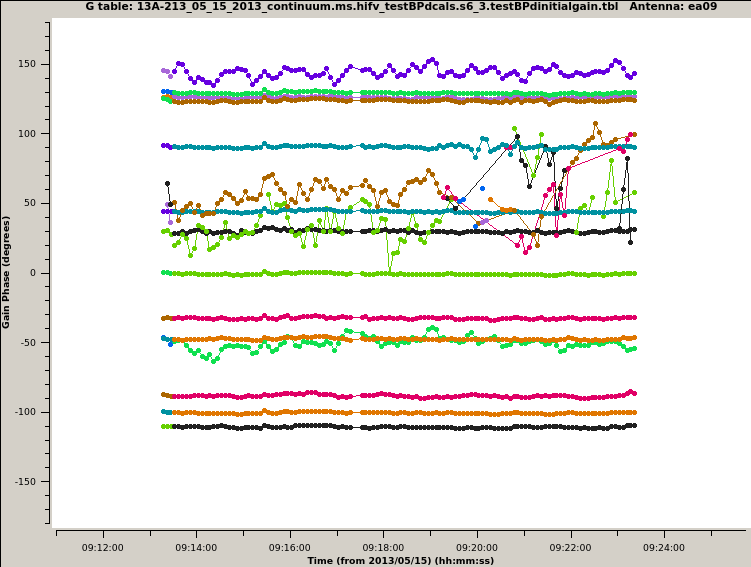 G table: 13A-213_05_15_2013_continuum.ms.hifv_testBPdcals.s6_3.testBPdinitialgain.tbl Antenna: ea09
Gain Phase (degrees)
150
100
50
0
-50
-100
-150
09:12:00 09:14:00 09:16:00 09:18:00 09:20:00 09:22:00 09:24:00
Time (from 2013/05/15) (hh:mm:ss)